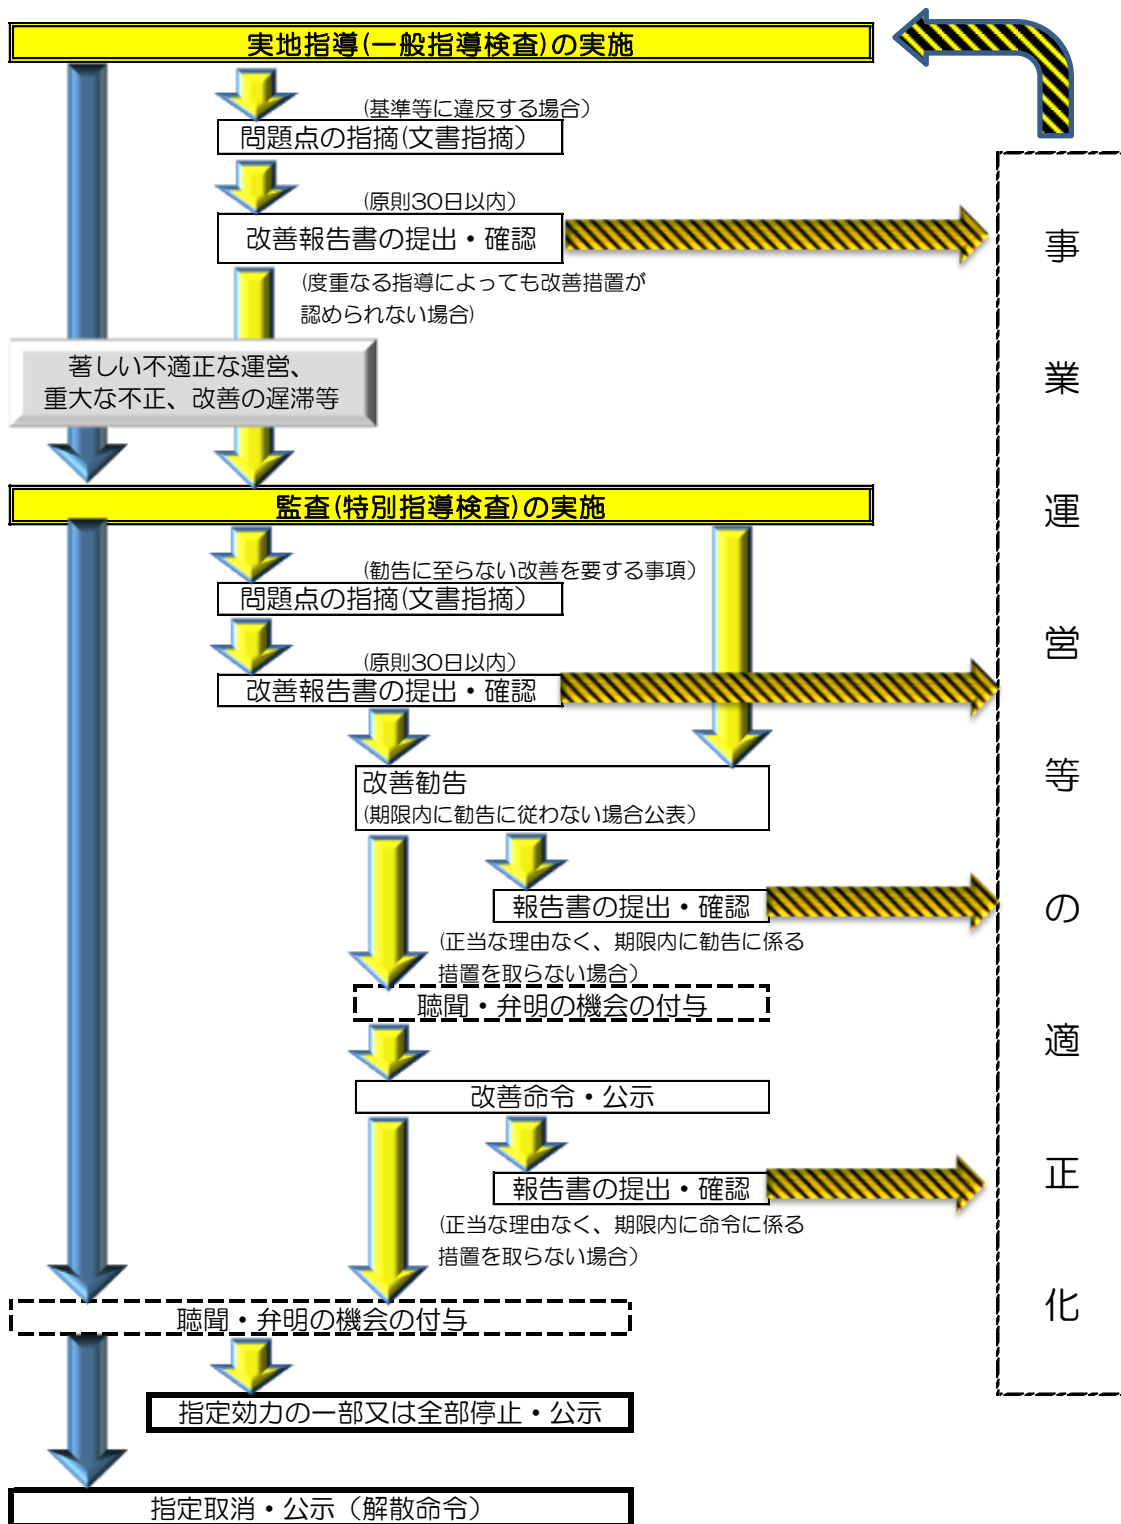 実地指導(一般指導検査)の実施
(基準等に違反する場合)
問題点の指摘(文書指摘)
(原則30日以内)
改善報告書の提出・確認
(度重なる指導によっても改善措置が
認められない場合)
著しい不適正な運営、
重大な不正、改善の遅滞等
監査(特別指導検査)の実施
(勧告に至らない改善を要する事項)
問題点の指摘(文書指摘)
(原則30日以内)
改善報告書の提出・確認
改善勧告
(期限内に勧告に従わない場合公表)
報告書の提出・確認
(正当な理由なく、期限内に勧告に係る
措置を取らない場合)
聴聞・弁明の機会の付与
改善命令・公示
報告書の提出・確認
(正当な理由なく、期限内に命令に係る
措置を取らない場合)
聴聞・弁明の機会の付与
指定効力の一部又は全部停止・公示
指定取消・公示（解散命令）
事業運営等の適正化